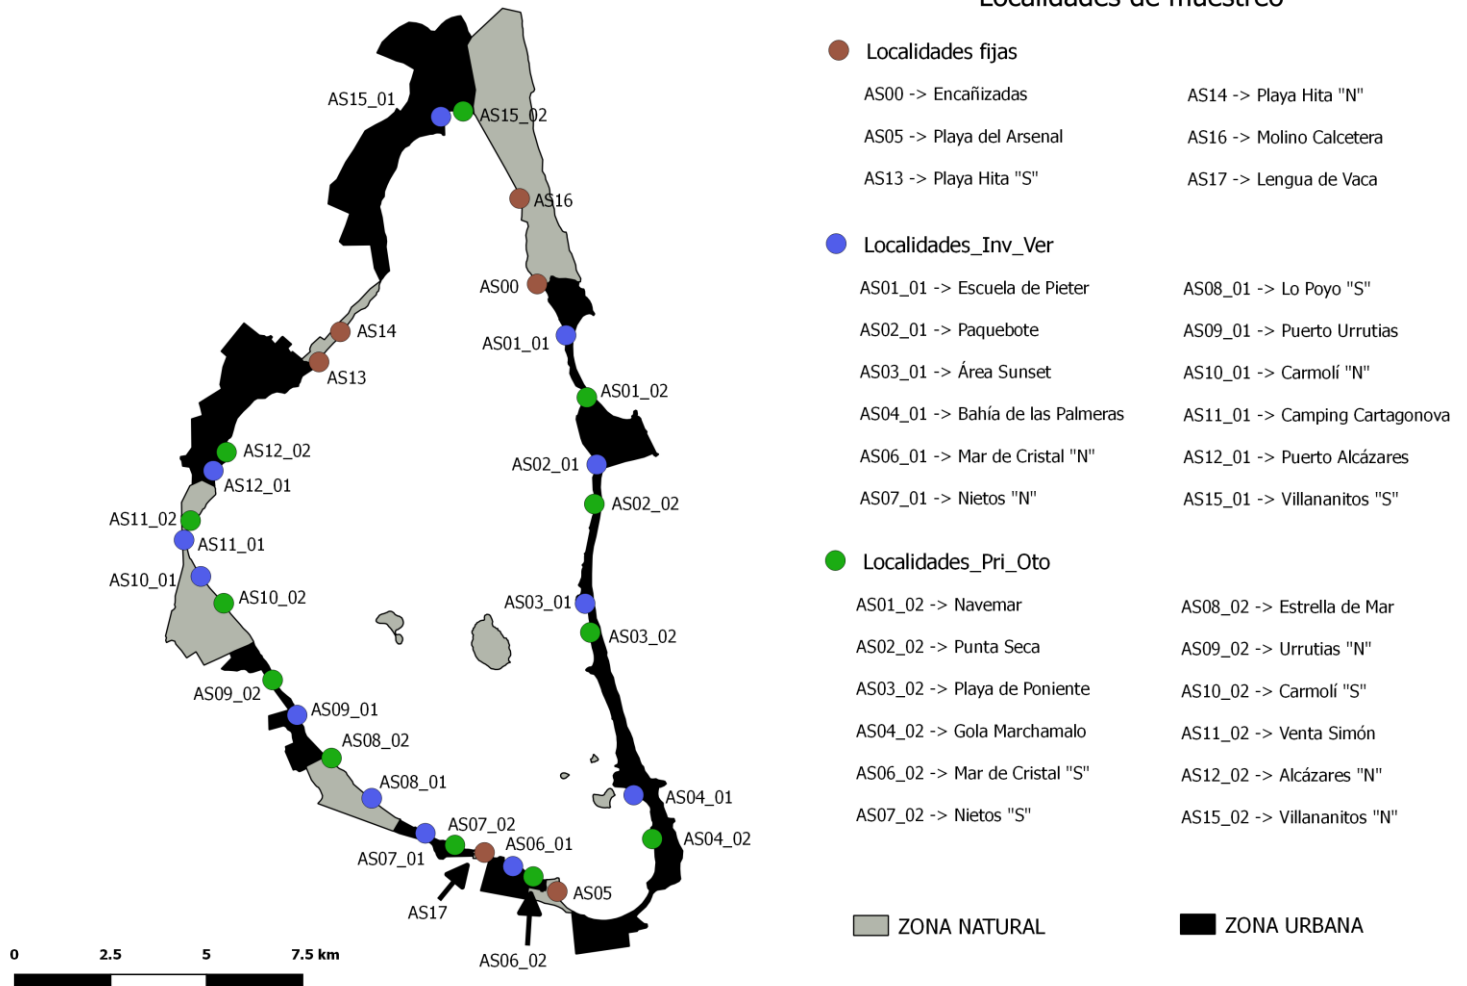 Localidades de muestreo
Localidades fijas
AS00 -> Encañizadas
AS14 -> Playa Hita "N"
AS05 -> Playa del Arsenal
AS16 -> Molino Calcetera
AS13 -> Playa Hita "S"
AS17 -> Lengua de Vaca
Localidades_Inv_Ver
AS01_01 -> Escuela de Pieter
AS08_01 -> Lo Poyo "S"
AS02_01 -> Paquebote
AS09_01 -> Puerto Urrutias
AS03_01 -> Área Sunset
AS10_01 -> Carmolí "N"
AS04_01 -> Bahía de las Palmeras
AS11_01 -> Camping Cartagonova
AS06_01 -> Mar de Cristal "N"
AS12_01 -> Puerto Alcázares
AS07_01 -> Nietos "N"
AS15_01 -> Villananitos "S"
Localidades_Pri_Oto
AS01_02 -> Navemar
AS08_02 -> Estrella de Mar
AS02_02 -> Punta Seca
AS09_02 -> Urrutias "N"
AS03_02 -> Playa de Poniente
AS10_02 -> Carmolí "S"
AS04_02 -> Gola Marchamalo
AS11_02 -> Venta Simón
AS06_02 -> Mar de Cristal "S"
AS12_02 -> Alcázares "N"
AS07_02 -> Nietos "S"
AS15_02 -> Villananitos "N"
ZONA NATURAL
ZONA URBANA
AS15_01
AS15_02
AS16
AS00
AS14
AS01_01
AS13
AS01_02
AS12_02
AS02_01
AS12_01
AS02_02
AS11_02
AS11_01
AS10_01
AS10_02
AS03_01
AS03_02
AS09_02
AS09_01
AS08_02
AS08_01
AS04_01
AS07_02
AS06_01
AS04_02
AS07_01
AS05
AS17
AS06_02
0 2.5 5 7.5 km